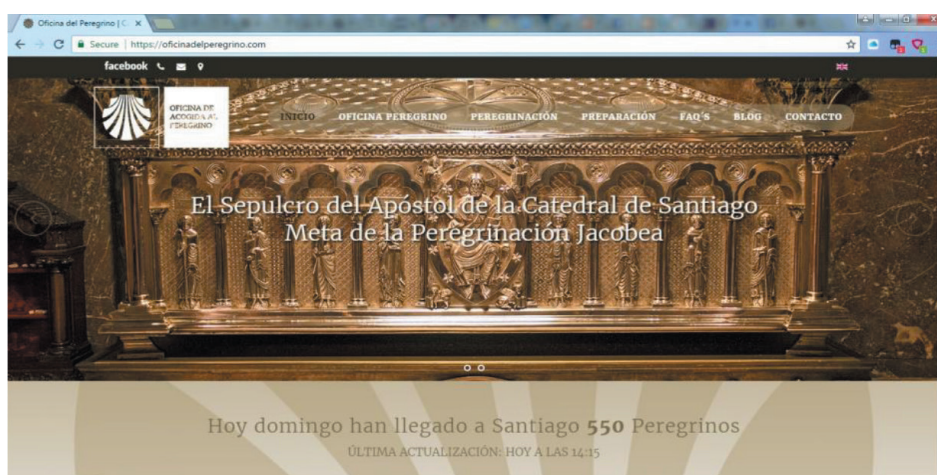 Oficina del Peregrino | C
Secure | https://oficinadelperegrino.com
facebook
OFICINA DE
ACOGIDA AL
PEREGRINO
INICIO OFICINA PEREGRINO PEREGRINACIÓN PREPARACIÓN FAQ'S BLOG CONTACTO
El Sepulcro del Apóstol de la Catedral de Santiago
Meta de la Peregrinación Jacobea
Hoy domingo han llegado a Santiago 550 Peregrinos
ÚLTIMA ACTUALIZACIÓN: HOY A LAS 14:15